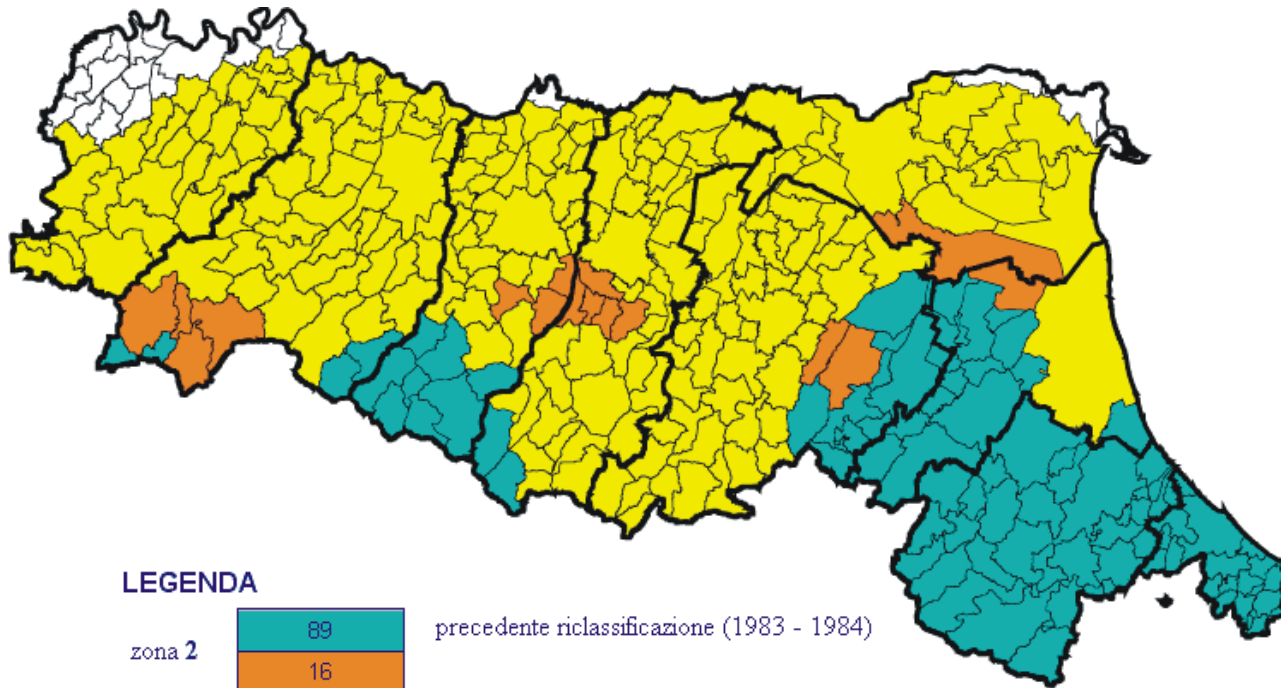 LEGENDA
89
precedente riclassificazione (1983 - 1984)
zona 2
16